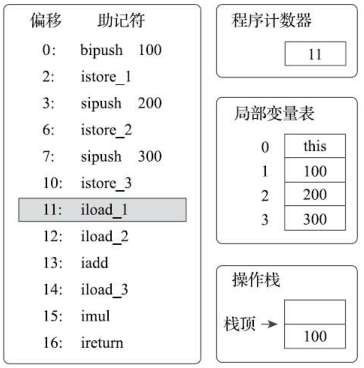 偏移 助记符
0: bipush 100
2: istore_1
3: sipush 200
6: istore_2
7: sipush 300
10: istore_3
11: iload_1
12: iload_2
13: iadd
14: iload_3
15: imul
16: ireturn
程序计数器
11
局部变量表
0 this
1 100
2 200
3 300
操作栈
栈顶
100